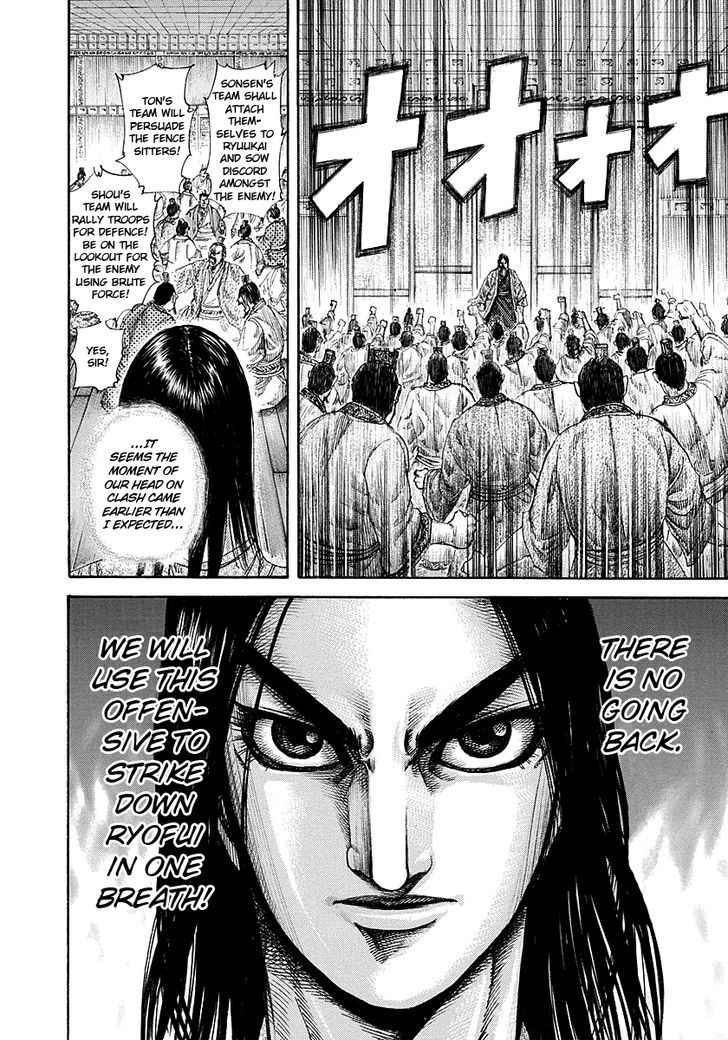 オオオオ
SONSEN'S
TEAM SHALL
ATTACH
THEM-
SELVES TO
RYUUKAI
AND SOW
DISCORD
AMONGST
THE ENEMY!
TON'S
TEAM WILL
PERSUADE
THE FENCE
SITTERS!
SHOU'S
TEAM WILL
RALLY TROOPS
FOR DEFENCE!
BE ON THE
LOOKOUT FOR
THE ENEMY
USING BRUTE
FORCE!
YES,
SIR!
...IT
SEEMS THE
MOMENT OF
OUR HEAD ON
CLASH CAME
EARLIER THAN
I EXPECTED...
THERE
IS NO
GOING
BACK.
WE WILL
USE THIS
OFFEN-
SIVE TO
STRIKE
DOWN
RYOFUI
IN ONE
BREATH!